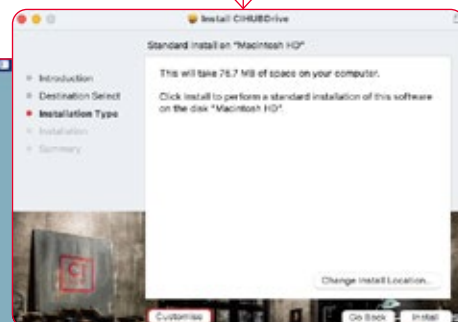 Install CIHUBDrive
Standard Install on "Macintosh HD"
Introduction
Destination Select
Installation Type
Installation
Summary
This will take 76.7 MB of space on your computer.
Click Install to perform a standard installation of this software
on the disk "Macintosh HD".
CI
Change Install Location...
Customise
Go Back
Install